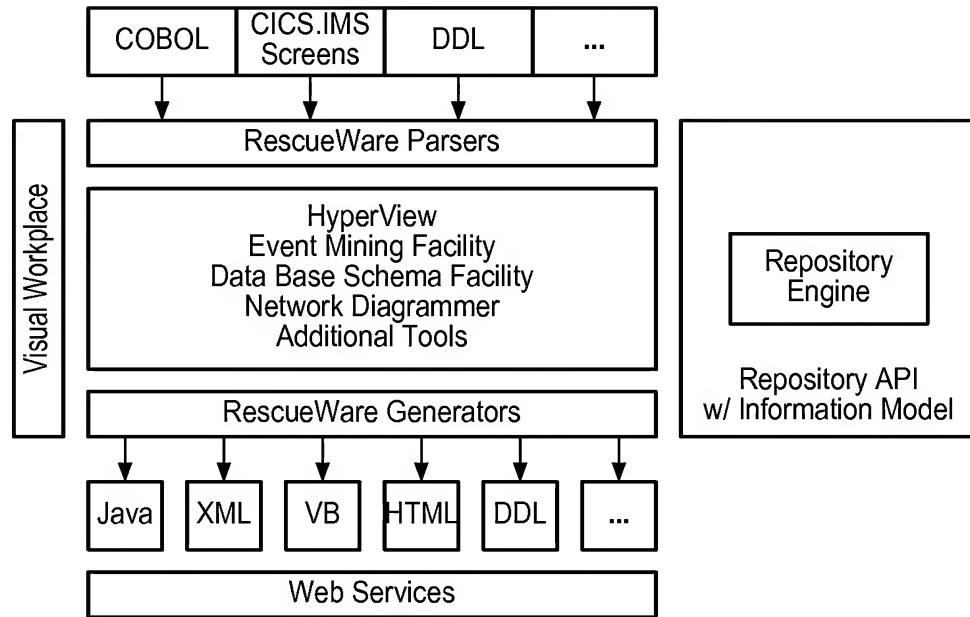 COBOL
CICS.IMS
Screens
DDL
...
RescueWare Parsers
Visual Workplace
HyperView
Event Mining Facility
Data Base Schema Facility
Network Diagrammer
Additional Tools
Repository
Engine
Repository API
w/ Information Model
RescueWare Generators
Java
XML
VB
HTML
DDL
...
Web Services